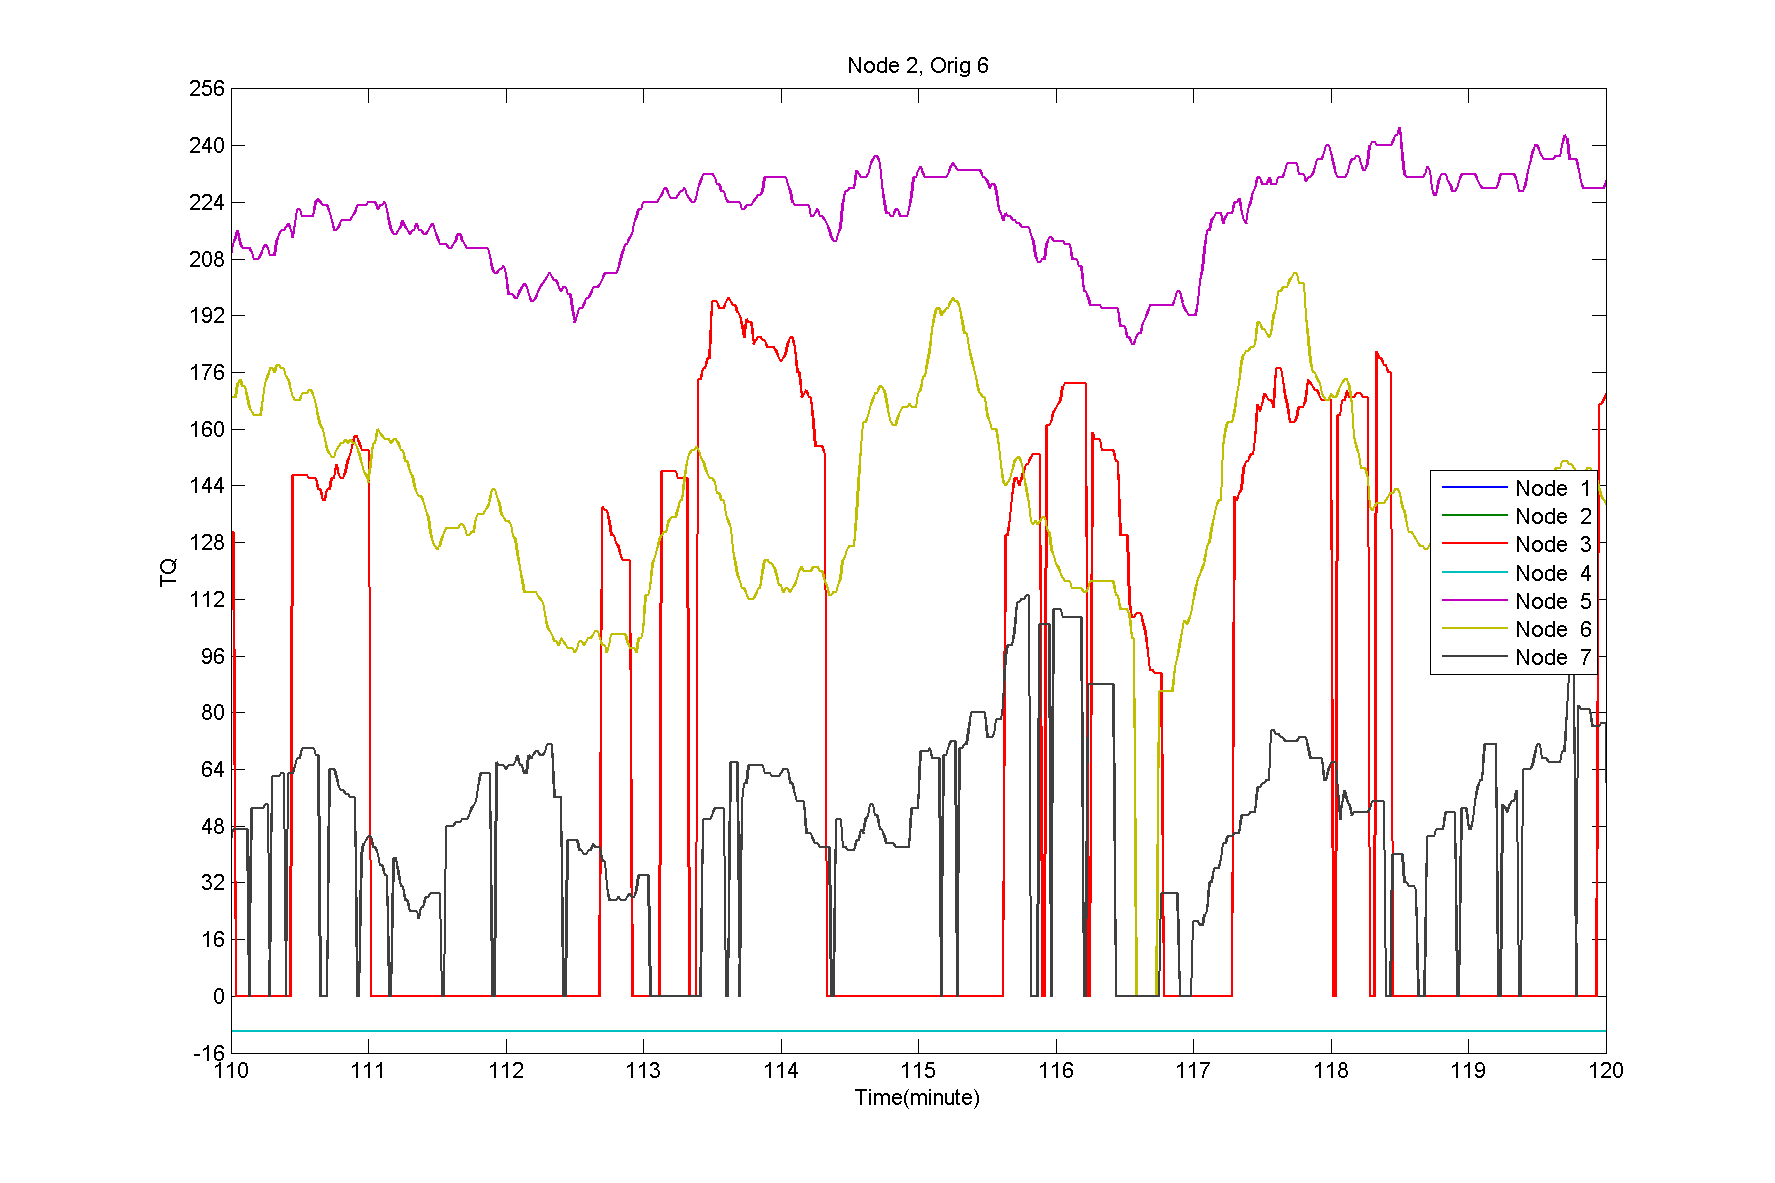 Node 2, Orig 6
256
240
224
208
192
176
160
144
128
112
96
80
64
48
32
16
0
-16
TQ
Node 1
Node 2
Node 3
Node 4
Node 5
Node 6
Node 7
110 111 112 113 114 115 116 117 118 119 120
Time(minute)